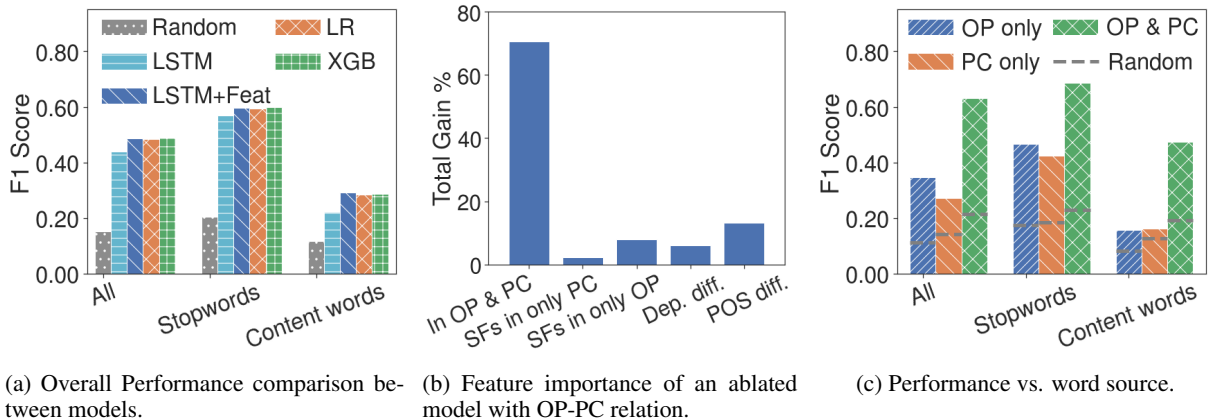 Random
LR
LSTM
XGB
LSTM+Feat
F1 Score
0.80
0.60
0.40
0.20
0.00
All
Stopwords
Content words
(a) Overall Performance comparison be-
tween models.
Total Gain %
80
60
40
20
0
In OP & PC
SFs in only PC
SFs in only OP
Dep. diff.
POS diff.
(b) Feature importance of an ablated
model with OP-PC relation.
OP only
OP & PC
PC only
Random
F1 Score
0.80
0.60
0.40
0.20
0.00
All
Stopwords
Content words
(c) Performance vs. word source.